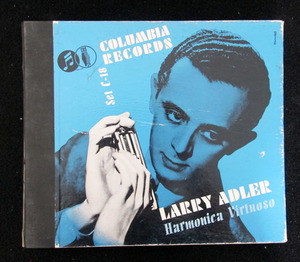 COLUMBIA
RECORDS
Set C-18
LARRY ADLER
Harmonica Virtuoso